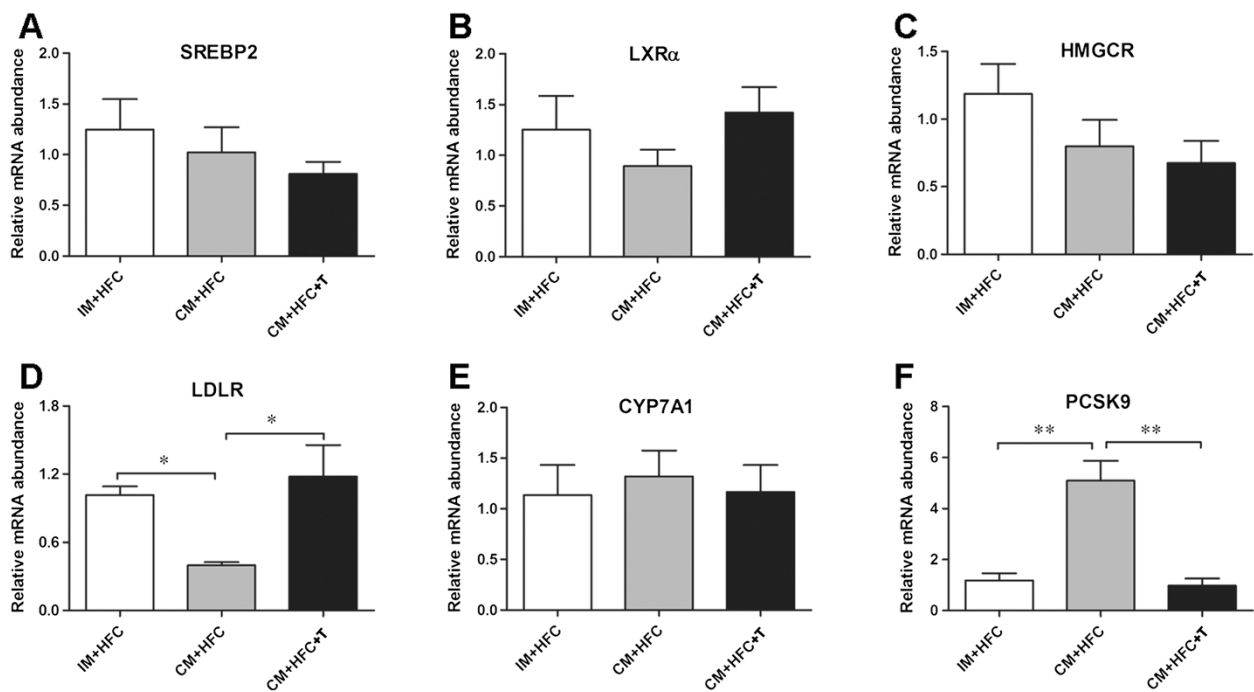 A
SREBP2
Relative mRNA abundance
2.0
1.5
1.0
0.5
0.0
IM+HFC
CM+HFC
CM+HFC+T
B
LXRα
Relative mRNA abundance
2.0
1.5
1.0
0.5
0.0
IM+HFC
CM+HFC
CM+HFC+T
C
HMGCR
Relative mRNA abundance
1.5
1.0
0.5
0.0
IM+HFC
CM+HFC
CM+HFC+T
D
LDLR
Relative mRNA abundance
1.8
1.2
0.6
0.0
*
*
IM+HFC
CM+HFC
CM+HFC+T
E
CYP7A1
Relative mRNA abundance
2.0
1.5
1.0
0.5
0.0
IM+HFC
CM+HFC
CM+HFC+T
F
PCSK9
Relative mRNA abundance
8
6
4
2
0
**
**
IM+HFC
CM+HFC
CM+HFC+T